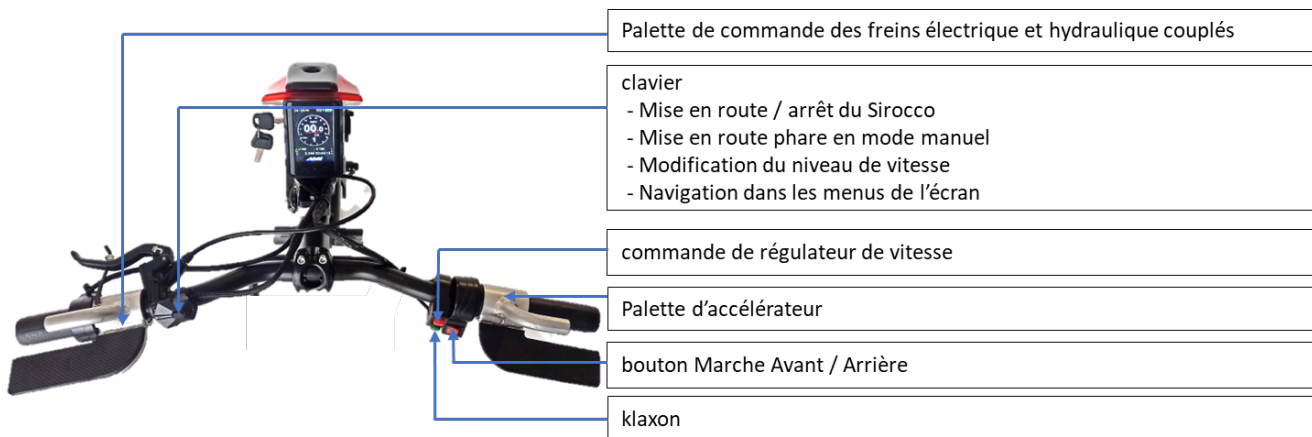 Palette de commande des freins électrique et hydraulique couplés
clavier
- Mise en route / arrêt du Sirocco
- Mise en route phare en mode manuel
- Modification du niveau de vitesse
- Navigation dans les menus de l’écran
commande de régulateur de vitesse
Palette d’accélérateur
bouton Marche Avant / Arrière
klaxon